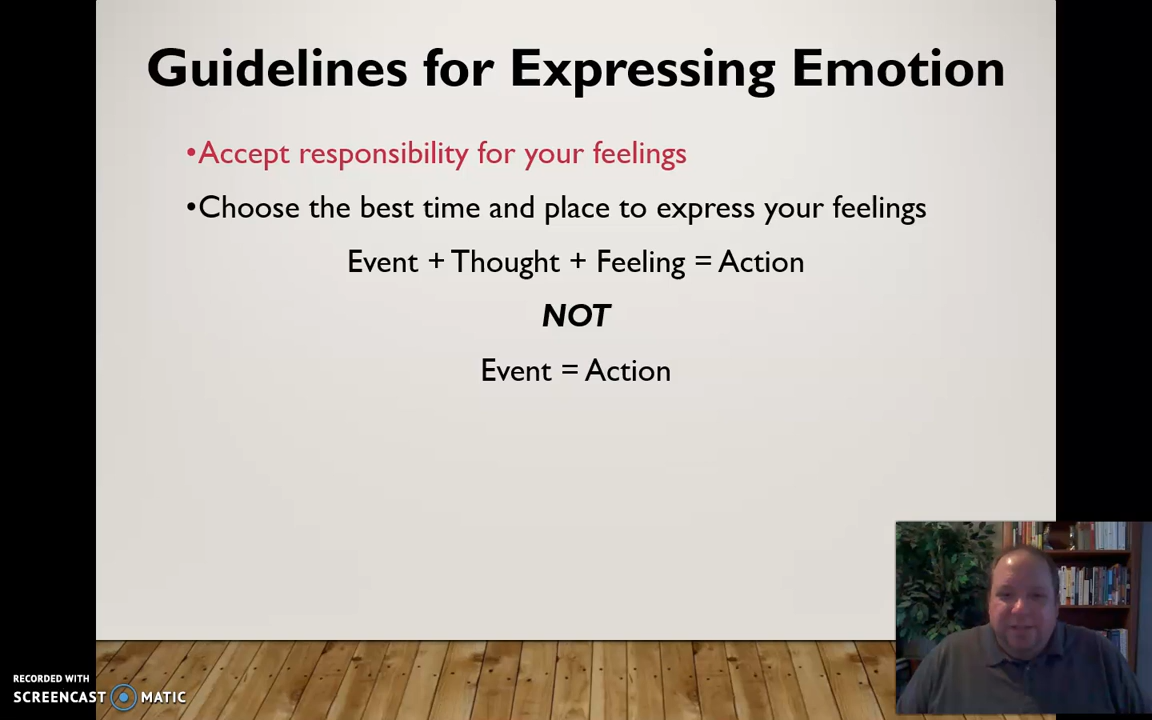 Guidelines for Expressing Emotion
•Accept responsibility for your feelings
•Choose the best time and place to express your feelings
Event + Thought + Feeling = Action
NOT
Event = Action
RECORDED WITH
SCREENCAST MATIC